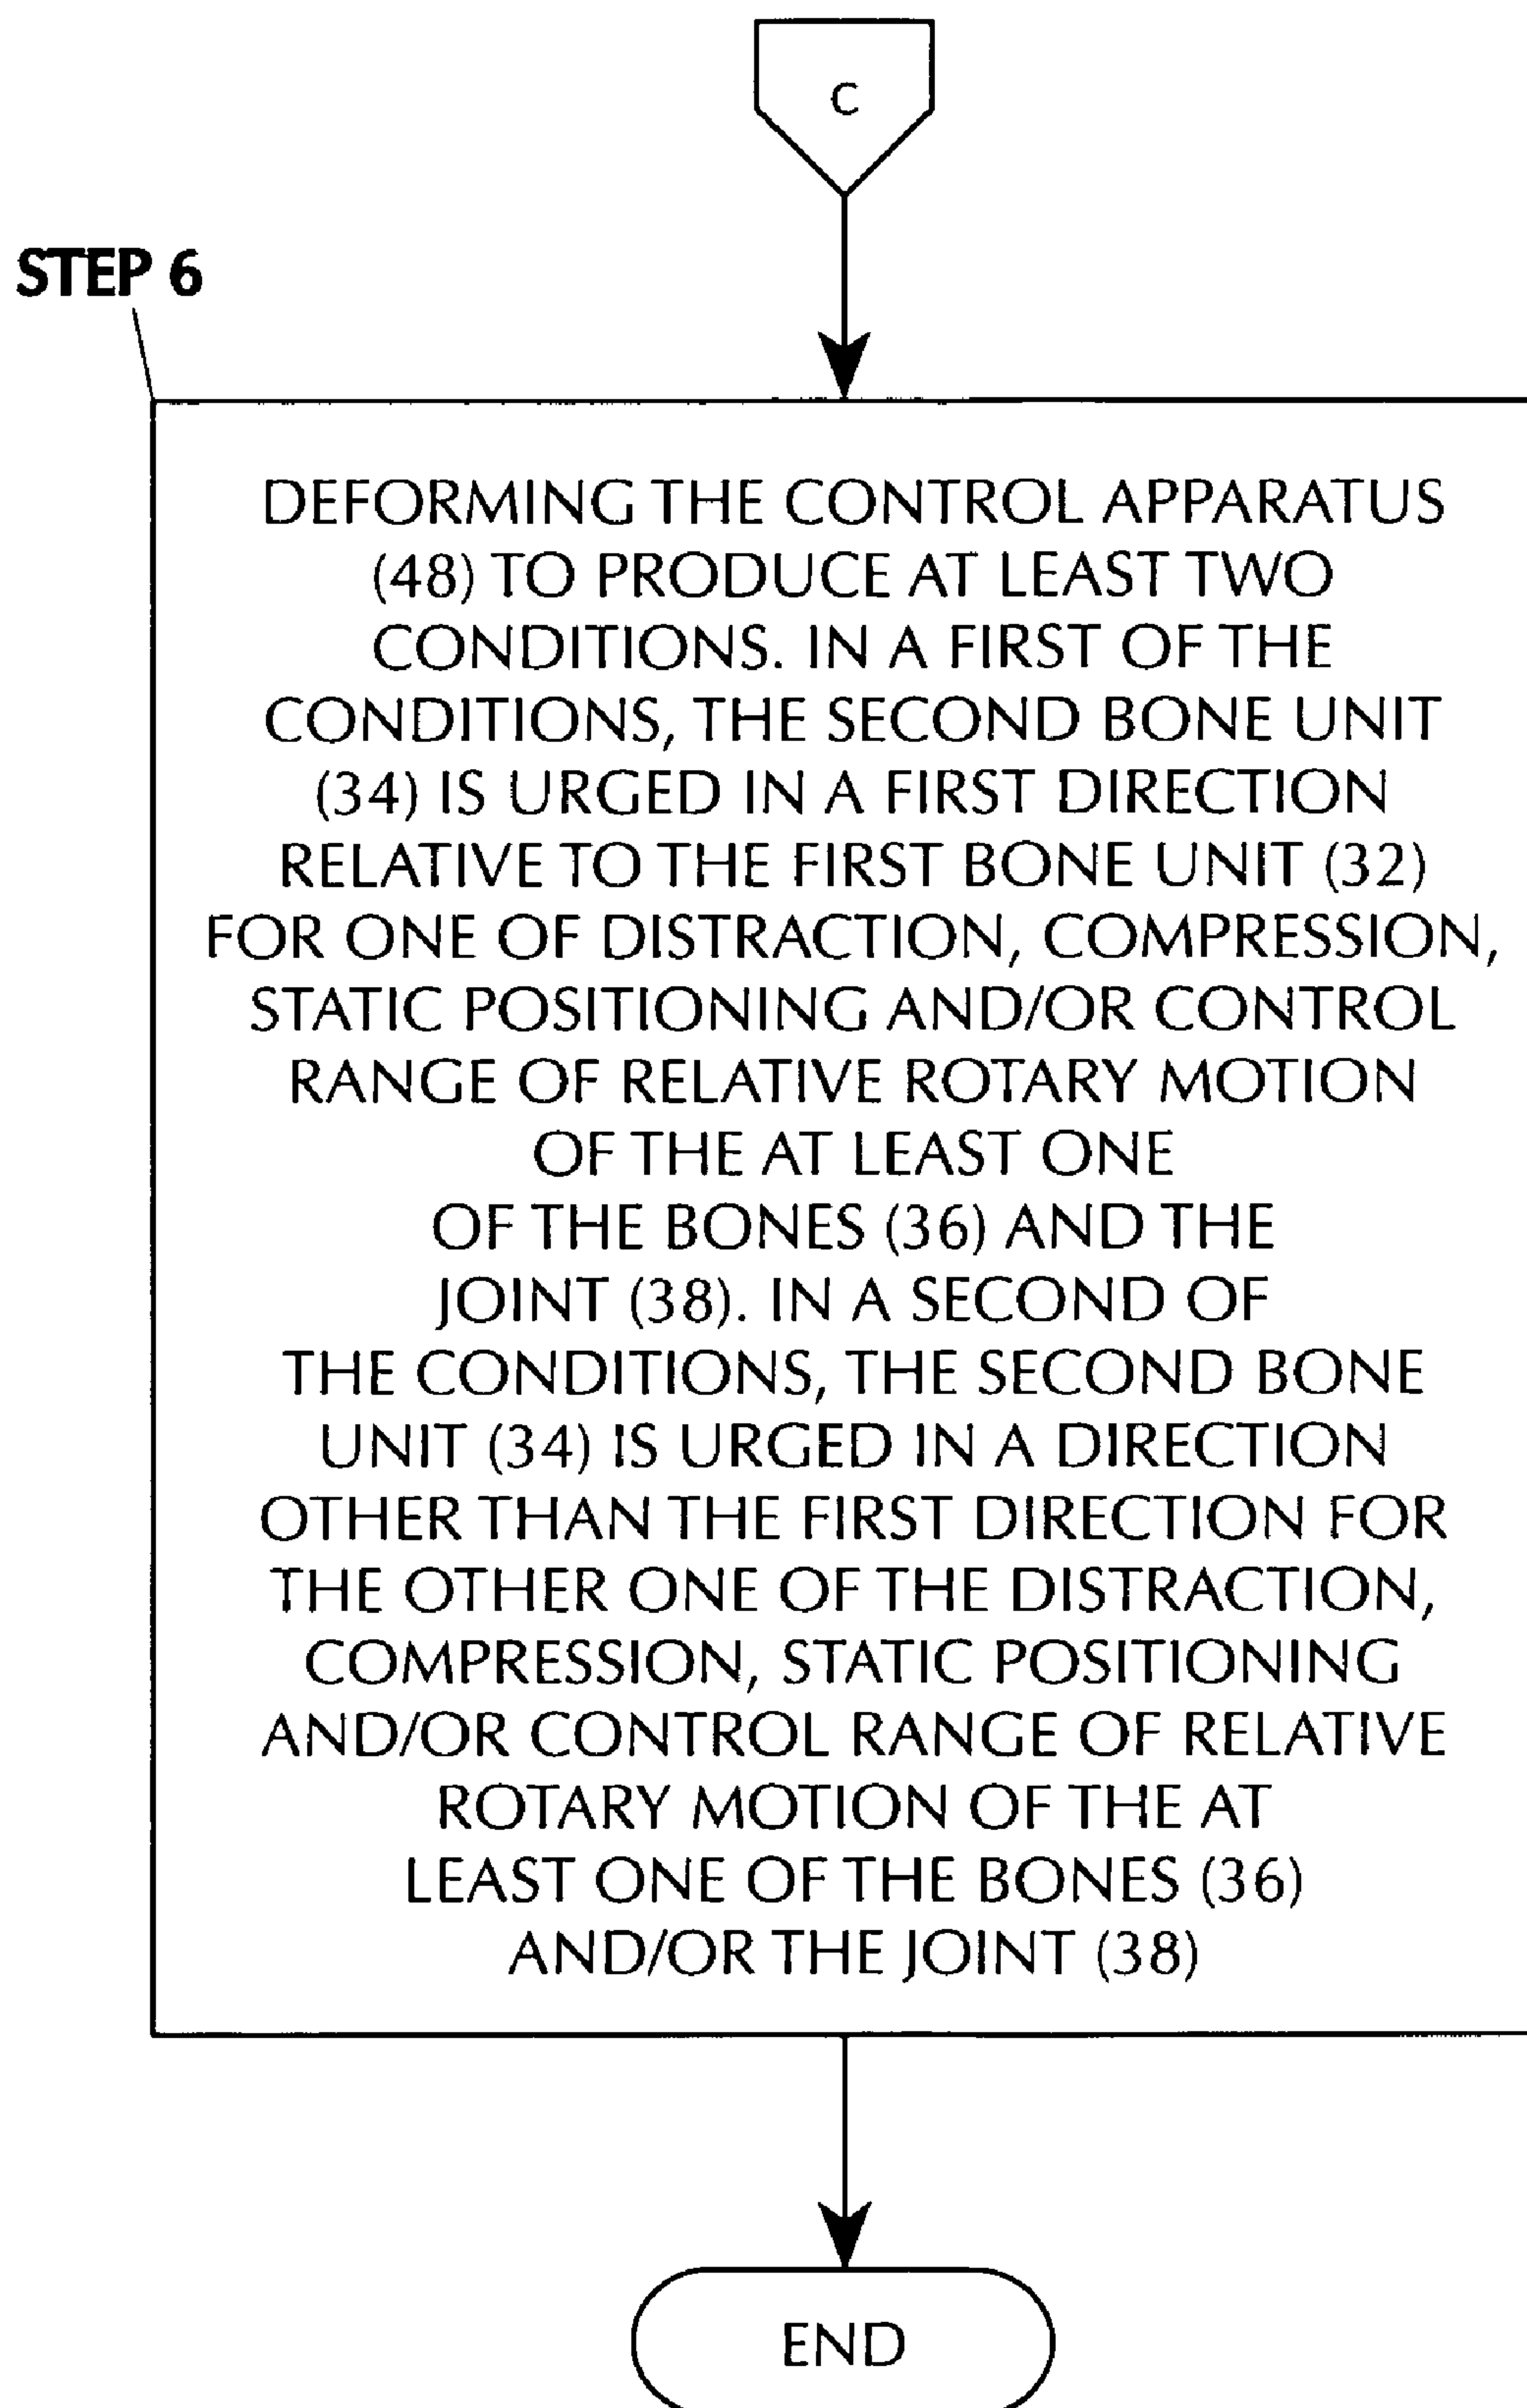 C
STEP 6
DEFORMING THE CONTROL APPARATUS
(48) TO PRODUCE AT LEAST TWO
CONDITIONS. IN A FIRST OF THE
CONDITIONS, THE SECOND BONE UNIT
(34) IS URGED IN A FIRST DIRECTION
RELATIVE TO THE FIRST BONE UNIT (32)
FOR ONE OF DISTRACTION, COMPRESSION,
STATIC POSITIONING AND/OR CONTROL
RANGE OF RELATIVE ROTARY MOTION
OF THE AT LEAST ONE
OF THE BONES (36) AND THE
JOINT (38). IN A SECOND OF
THE CONDITIONS, THE SECOND BONE
UNIT (34) IS URGED IN A DIRECTION
OTHER THAN THE FIRST DIRECTION FOR
THE OTHER ONE OF THE DISTRACTION,
COMPRESSION, STATIC POSITIONING
AND/OR CONTROL RANGE OF RELATIVE
ROTARY MOTION OF THE AT
LEAST ONE OF THE BONES (36)
AND/OR THE JOINT (38)
END